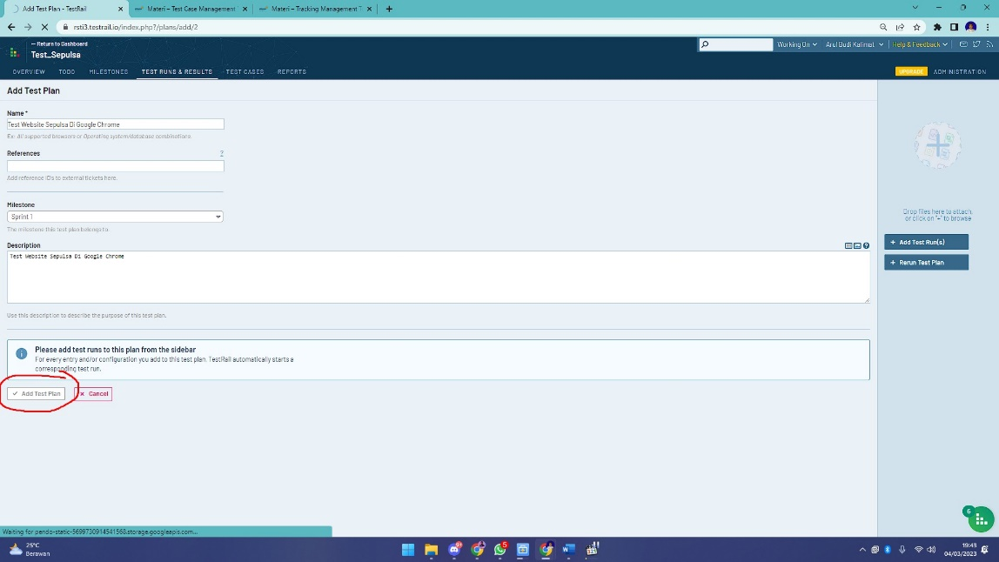 Add Test Plan - TestRail
Materi – Test Case Management
Materi – Tracking Management T
rsti3.testrail.io/index.php?/plans/add/2
← Return to Dashboard
Test_Sepulsa
Working On
Arul Budi Kalimat
Help & Feedback
OVERVIEW TODO MILESTONES TEST RUNS & RESULTS TEST CASES REPORTS
UPGRADE ADMINISTRATION
Add Test Plan
Name *
Test Website Sepulsa Di Google Chrome
Ex: All supported browsers or Operating system/database combinations.
References ?
Add reference ID's to external tickets here.
Milestone
Sprint 1
The milestone this test plan belongs to.
Description
Test Website Sepulsa Di Google Chrome
Use this description to describe the purpose of this test plan.
Please add test runs to this plan from the sidebar
For every entry and/or configuration you add to this test plan, TestRail automatically starts a
corresponding test run.
Add Test Plan
Cancel
Drop files here to attach,
or click on "+" to browse
+ Add Test Run(s)
+ Rerun Test Plan
6
Waiting for pendo-static-5699730914541568.storage.googleapis.com...
25°C
Berawan
5
19:43
04/03/2023